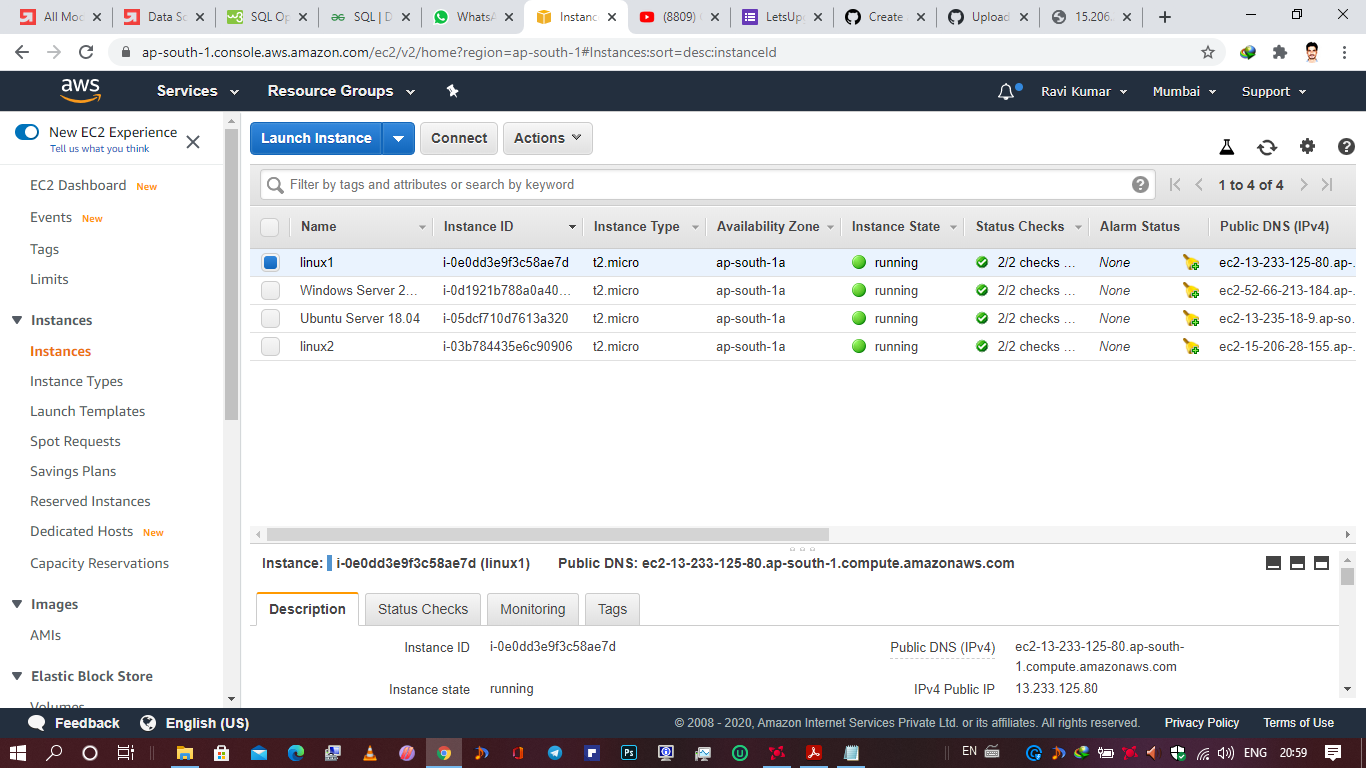 All Mod
Data Sc
SQL Op
SQL | D
WhatsA
Instanc
(8809)
LetsUp
Create
Upload
15.206.
ap-south-1.console.aws.amazon.com/ec2/v2/home?region=ap-south-1#Instances:sort=desc:instanceId
aws Services Resource Groups Ravi Kumar Mumbai Support
New EC2 Experience
Tell us what you think
EC2 Dashboard New
Events New
Tags
Limits
Instances
Instances
Instance Types
Launch Templates
Spot Requests
Savings Plans
Reserved Instances
Dedicated Hosts New
Capacity Reservations
Images
AMIs
Elastic Block Store
Volumes
Launch Instance Connect Actions
Filter by tags and attributes or search by keyword
1 to 4 of 4
Name Instance ID Instance Type Availability Zone Instance State Status Checks Alarm Status Public DNS (IPv4)
linux1 i-0e0dd3e9f3c58ae7d t2.micro ap-south-1a running 2/2 checks ... None ec2-13-233-125-80.ap-...
Windows Server 2... i-0d1921b788a0a40... t2.micro ap-south-1a running 2/2 checks ... None ec2-52-66-213-184.ap-...
Ubuntu Server 18.04 i-05dcf710d7613a320 t2.micro ap-south-1a running 2/2 checks ... None ec2-13-235-18-9.ap-so...
linux2 i-03b784435e6c90906 t2.micro ap-south-1a running 2/2 checks ... None ec2-15-206-28-155.ap-...
Instance: i-0e0dd3e9f3c58ae7d (linux1) Public DNS: ec2-13-233-125-80.ap-south-1.compute.amazonaws.com
Description Status Checks Monitoring Tags
Instance ID i-0e0dd3e9f3c58ae7d
Public DNS (IPv4) ec2-13-233-125-80.ap-south-
1.compute.amazonaws.com
Instance state running
IPv4 Public IP 13.233.125.80
Feedback English (US) © 2008 - 2020, Amazon Internet Services Private Ltd. or its affiliates. All rights reserved. Privacy Policy Terms of Use
EN ENG 20:59